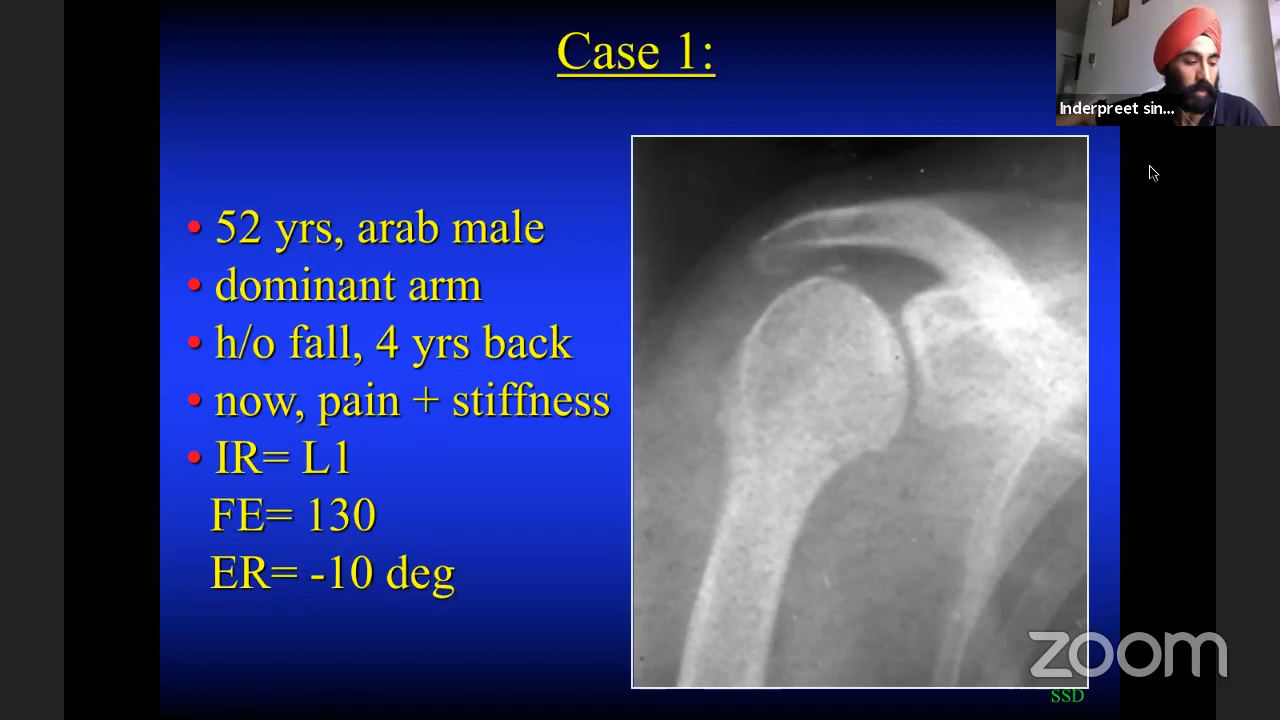 Case 1:
Inderpreet sin...
• 52 yrs, arab male
• dominant arm
• h/o fall, 4 yrs back
• now, pain + stiffness
• IR= L1
FE= 130
ER= -10 deg
zoom
SSD